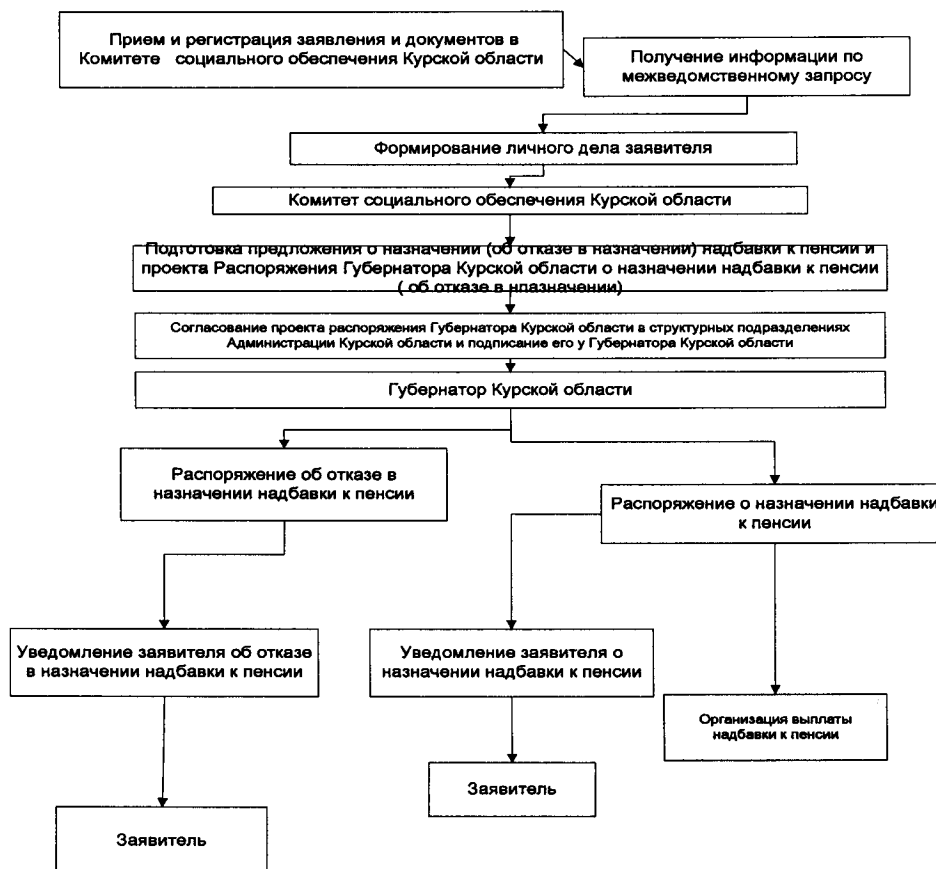 Прием и регистрация заявления и документов в
Комитете социального обеспечения Курской области
Получение информации по
межведомственному запросу
Формирование личного дела заявителя
Комитет социального обеспечения Курской области
Подготовка предложения о назначении (об отказе в назначении) надбавки к пенсии и
проекта Распоряжения Губернатора Курской области о назначении надбавки к пенсии
( об отказе в нпазначении)
Согласование проекта распоряжения Губернатора Курской области в структурных подразделениях
Администрации Курской области и подписание его у Губернатора Курской области
Губернатор Курской области
Распоряжение об отказе в
назначении надбавки к пенсии
Распоряжение о назначении надбавки
к пенсии
Уведомление заявителя об отказе
в назначении надбавки к пенсии
Уведомление заявителя о
назначении надбавки к пенсии
Организация выплаты
надбавки к пенсии
Заявитель
Заявитель